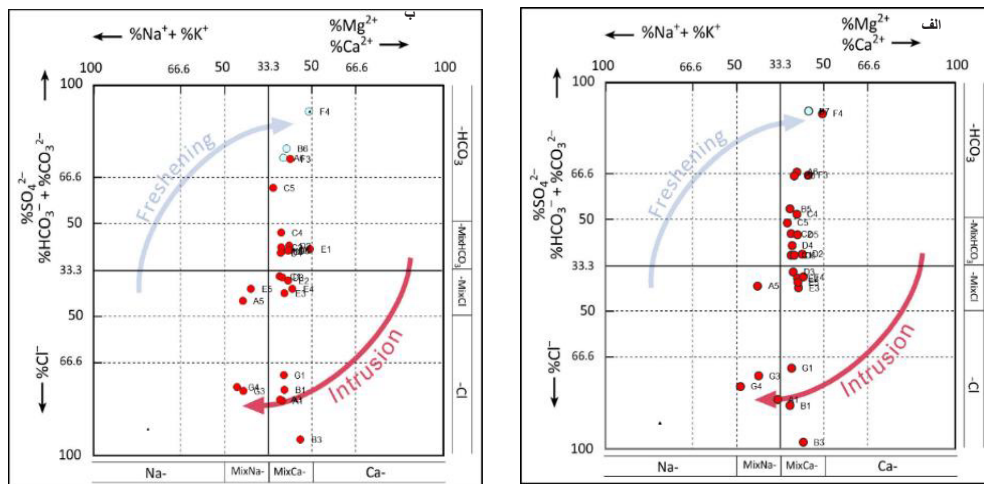 ب
%Mg²⁺
← %Na⁺ + %K⁺ %Ca²⁺ →
100 66.6 50 33.3 50 66.6 100
100
66.6
50
33.3
50
66.6
100
%SO₄²⁻
%HCO₃⁻ + %CO₃²⁻
← %Cl⁻
Freshening
Intrusion
F4
B6
F3
C5
C4
E1
E2
E5
E4
E3
A5
G1
G4
G3
B1
A1
B3
-HCO₃
-MixHCO₃
-MixCl
-Cl
Na- MixNa- MixCa- Ca-
الف
%Mg²⁺
← %Na⁺ + %K⁺ %Ca²⁺ →
100 66.6 50 33.3 50 66.6 100
100
66.6
50
33.3
50
66.6
100
%SO₄²⁻
%HCO₃⁻ + %CO₃²⁻
← %Cl⁻
Freshening
Intrusion
B7
F4
F3
B5
C4
C5
D5
D4
D2
D3
E3
A5
G1
G3
G4
A1
B1
B3
-HCO₃
-MixHCO₃
-MixCl
-Cl
Na- MixNa- MixCa- Ca-